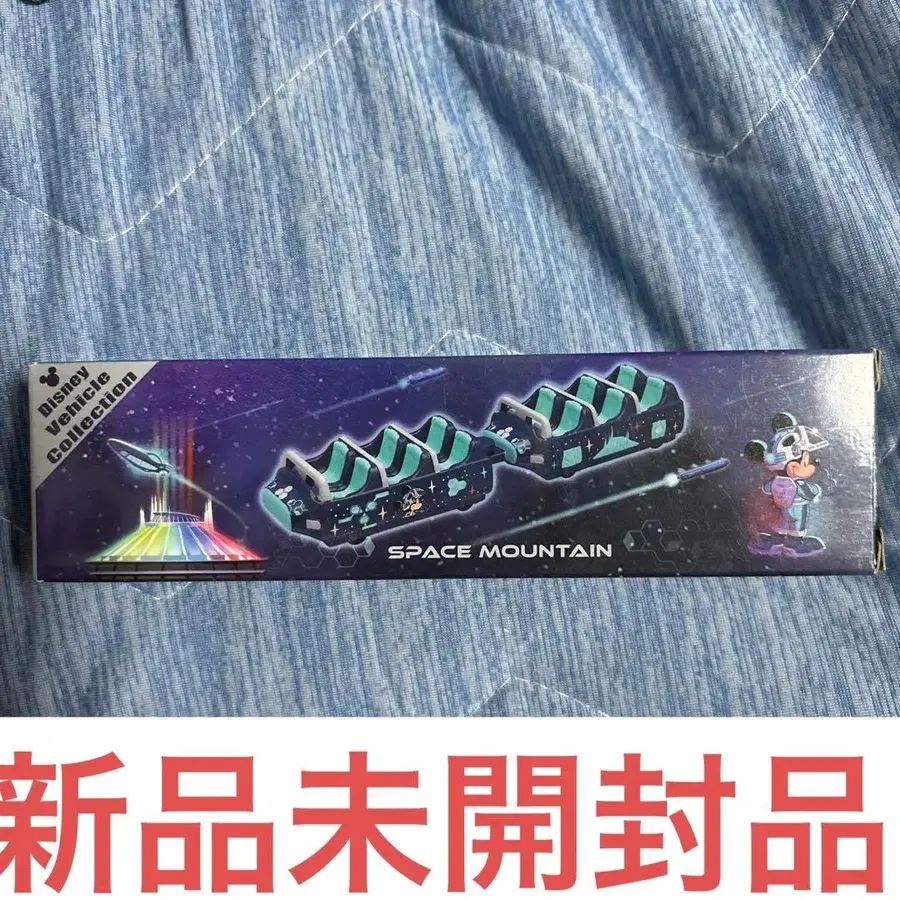 Disney
Vehicle
Collection
SPACE MOUNTAIN
新品未開封品